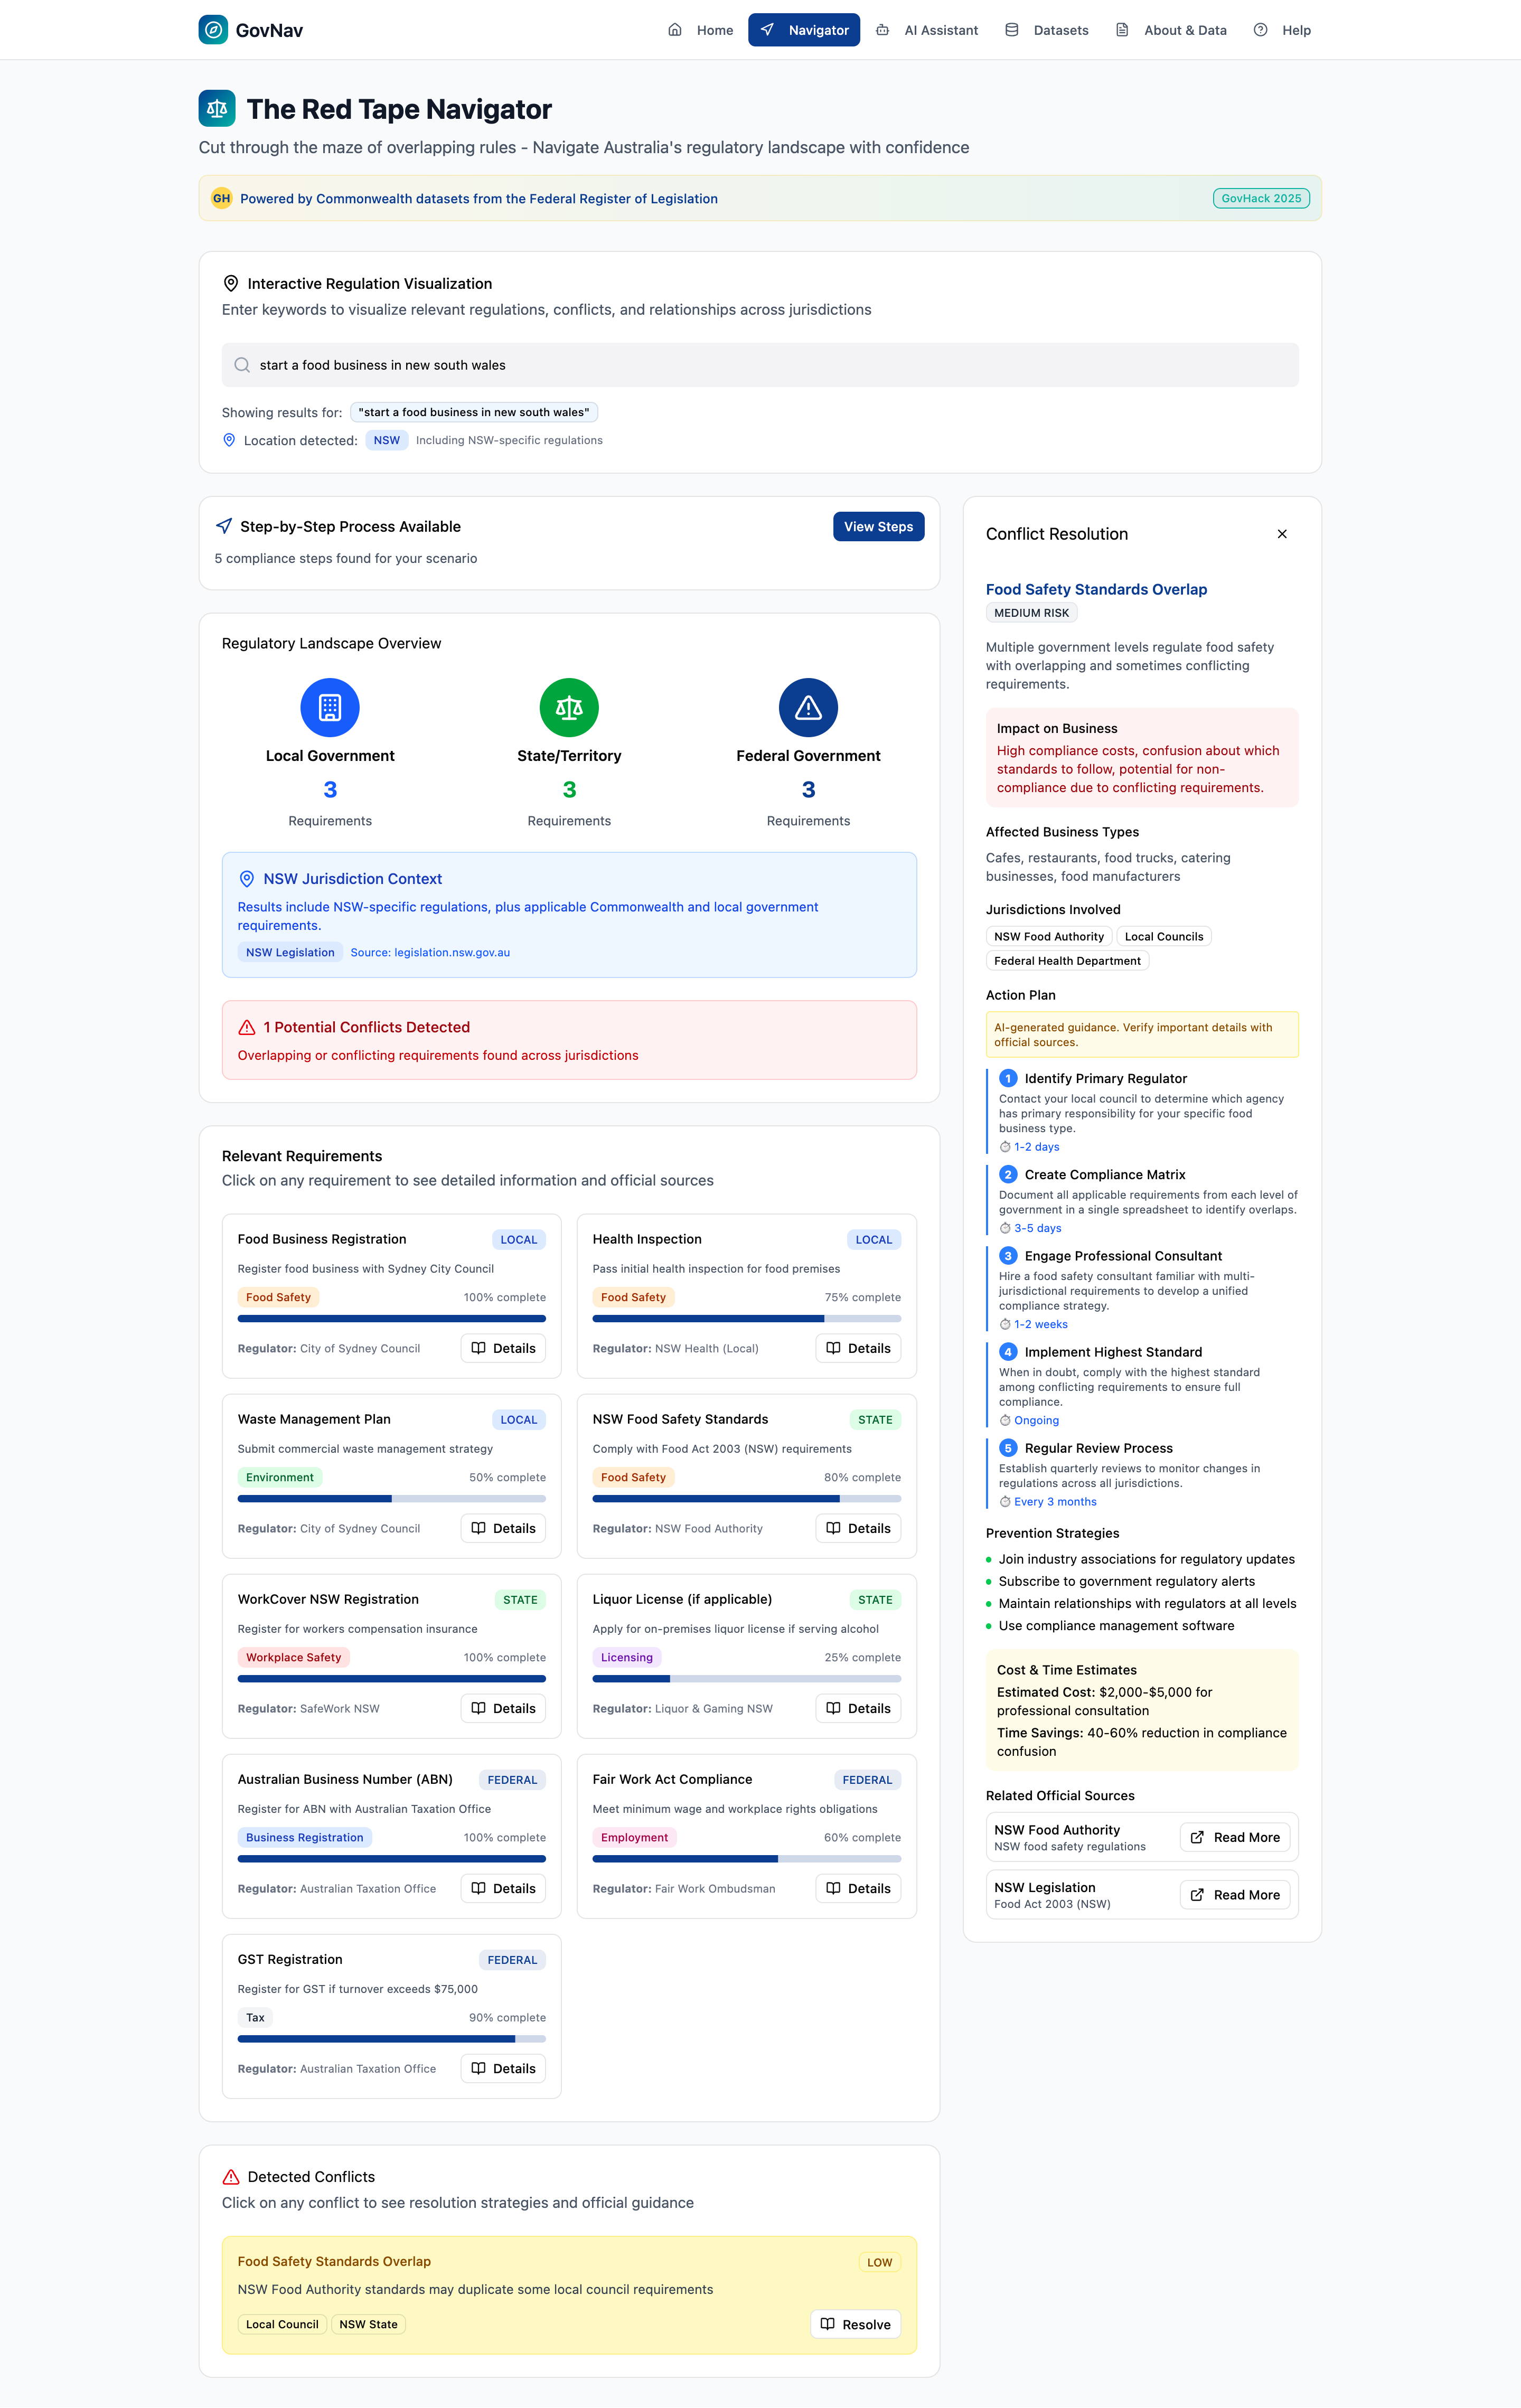 GovNav
Home
Navigator
AI Assistant
Datasets
About & Data
Help
The Red Tape Navigator
Cut through the maze of overlapping rules - Navigate Australia's regulatory landscape with confidence
GH Powered by Commonwealth datasets from the Federal Register of Legislation
GovHack 2025
Interactive Regulation Visualization
Enter keywords to visualize relevant regulations, conflicts, and relationships across jurisdictions
start a food business in new south wales
Showing results for: "start a food business in new south wales"
Location detected: NSW Including NSW-specific regulations
Step-by-Step Process Available
View Steps
5 compliance steps found for your scenario
Regulatory Landscape Overview
Local Government
3
Requirements
State/Territory
3
Requirements
Federal Government
3
Requirements
NSW Jurisdiction Context
Results include NSW-specific regulations, plus applicable Commonwealth and local government
requirements.
NSW Legislation Source: legislation.nsw.gov.au
1 Potential Conflicts Detected
Overlapping or conflicting requirements found across jurisdictions
Relevant Requirements
Click on any requirement to see detailed information and official sources
Food Business Registration LOCAL
Register food business with Sydney City Council
Food Safety 100% complete
Regulator: City of Sydney Council Details
Health Inspection LOCAL
Pass initial health inspection for food premises
Food Safety 75% complete
Regulator: NSW Health (Local) Details
Waste Management Plan LOCAL
Submit commercial waste management strategy
Environment 50% complete
Regulator: City of Sydney Council Details
NSW Food Safety Standards STATE
Comply with Food Act 2003 (NSW) requirements
Food Safety 80% complete
Regulator: NSW Food Authority Details
WorkCover NSW Registration STATE
Register for workers compensation insurance
Workplace Safety 100% complete
Regulator: SafeWork NSW Details
Liquor License (if applicable) STATE
Apply for on-premises liquor license if serving alcohol
Licensing 25% complete
Regulator: Liquor & Gaming NSW Details
Australian Business Number (ABN) FEDERAL
Register for ABN with Australian Taxation Office
Business Registration 100% complete
Regulator: Australian Taxation Office Details
Fair Work Act Compliance FEDERAL
Meet minimum wage and workplace rights obligations
Employment 60% complete
Regulator: Fair Work Ombudsman Details
GST Registration FEDERAL
Register for GST if turnover exceeds $75,000
Tax 90% complete
Regulator: Australian Taxation Office Details
Detected Conflicts
Click on any conflict to see resolution strategies and official guidance
Food Safety Standards Overlap LOW
NSW Food Authority standards may duplicate some local council requirements
Local Council NSW State Resolve
Conflict Resolution
Food Safety Standards Overlap
MEDIUM RISK
Multiple government levels regulate food safety
with overlapping and sometimes conflicting
requirements.
Impact on Business
High compliance costs, confusion about which
standards to follow, potential for non-
compliance due to conflicting requirements.
Affected Business Types
Cafes, restaurants, food trucks, catering
businesses, food manufacturers
Jurisdictions Involved
NSW Food Authority Local Councils
Federal Health Department
Action Plan
AI-generated guidance. Verify important details with
official sources.
1 Identify Primary Regulator
Contact your local council to determine which agency
has primary responsibility for your specific food
business type.
1-2 days
2 Create Compliance Matrix
Document all applicable requirements from each level of
government in a single spreadsheet to identify overlaps.
3-5 days
3 Engage Professional Consultant
Hire a food safety consultant familiar with multi-
jurisdictional requirements to develop a unified
compliance strategy.
1-2 weeks
4 Implement Highest Standard
When in doubt, comply with the highest standard
among conflicting requirements to ensure full
compliance.
Ongoing
5 Regular Review Process
Establish quarterly reviews to monitor changes in
regulations across all jurisdictions.
Every 3 months
Prevention Strategies
Join industry associations for regulatory updates
Subscribe to government regulatory alerts
Maintain relationships with regulators at all levels
Use compliance management software
Cost & Time Estimates
Estimated Cost: $2,000-$5,000 for
professional consultation
Time Savings: 40-60% reduction in compliance
confusion
Related Official Sources
NSW Food Authority
NSW food safety regulations
Read More
NSW Legislation
Food Act 2003 (NSW)
Read More